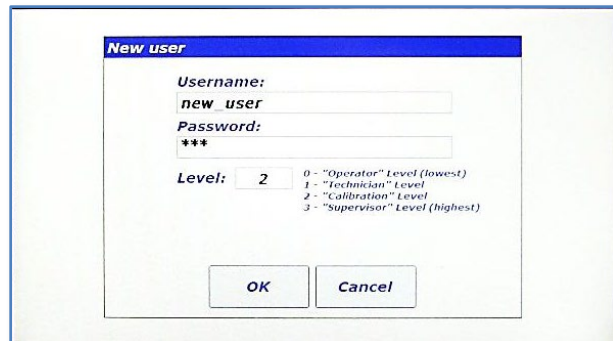 New user
Username:
new_user
Password:
***
Level: 2
0 - "Operator" Level (lowest)
1 - "Technician" Level
2 - "Calibration" Level
3 - "Supervisor" Level (highest)
OK
Cancel